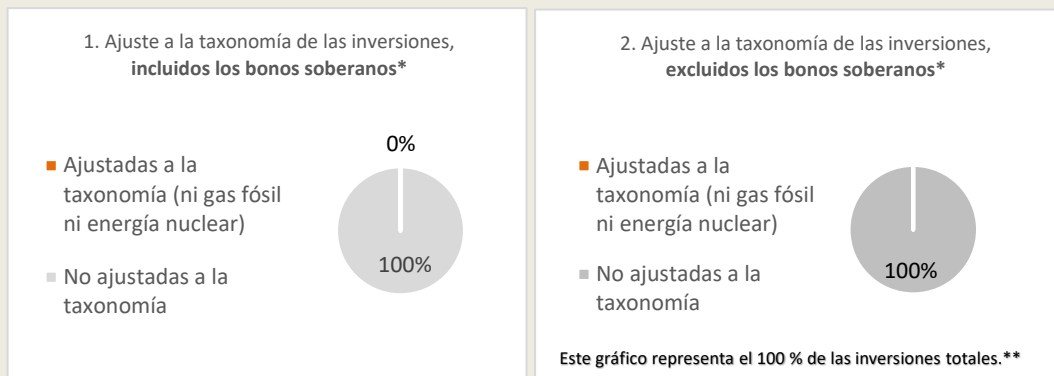 1. Ajuste a la taxonomía de las inversiones,
incluidos los bonos soberanos*
0%
Ajustadas a la
taxonomía (ni gas fósil
ni energía nuclear)
100%
No ajustadas a la
taxonomía
2. Ajuste a la taxonomía de las inversiones,
excluidos los bonos soberanos*
Ajustadas a la
taxonomía (ni gas fósil
ni energía nuclear)
100%
No ajustadas a la
taxonomía
Este gráfico representa el 100 % de las inversiones totales.**